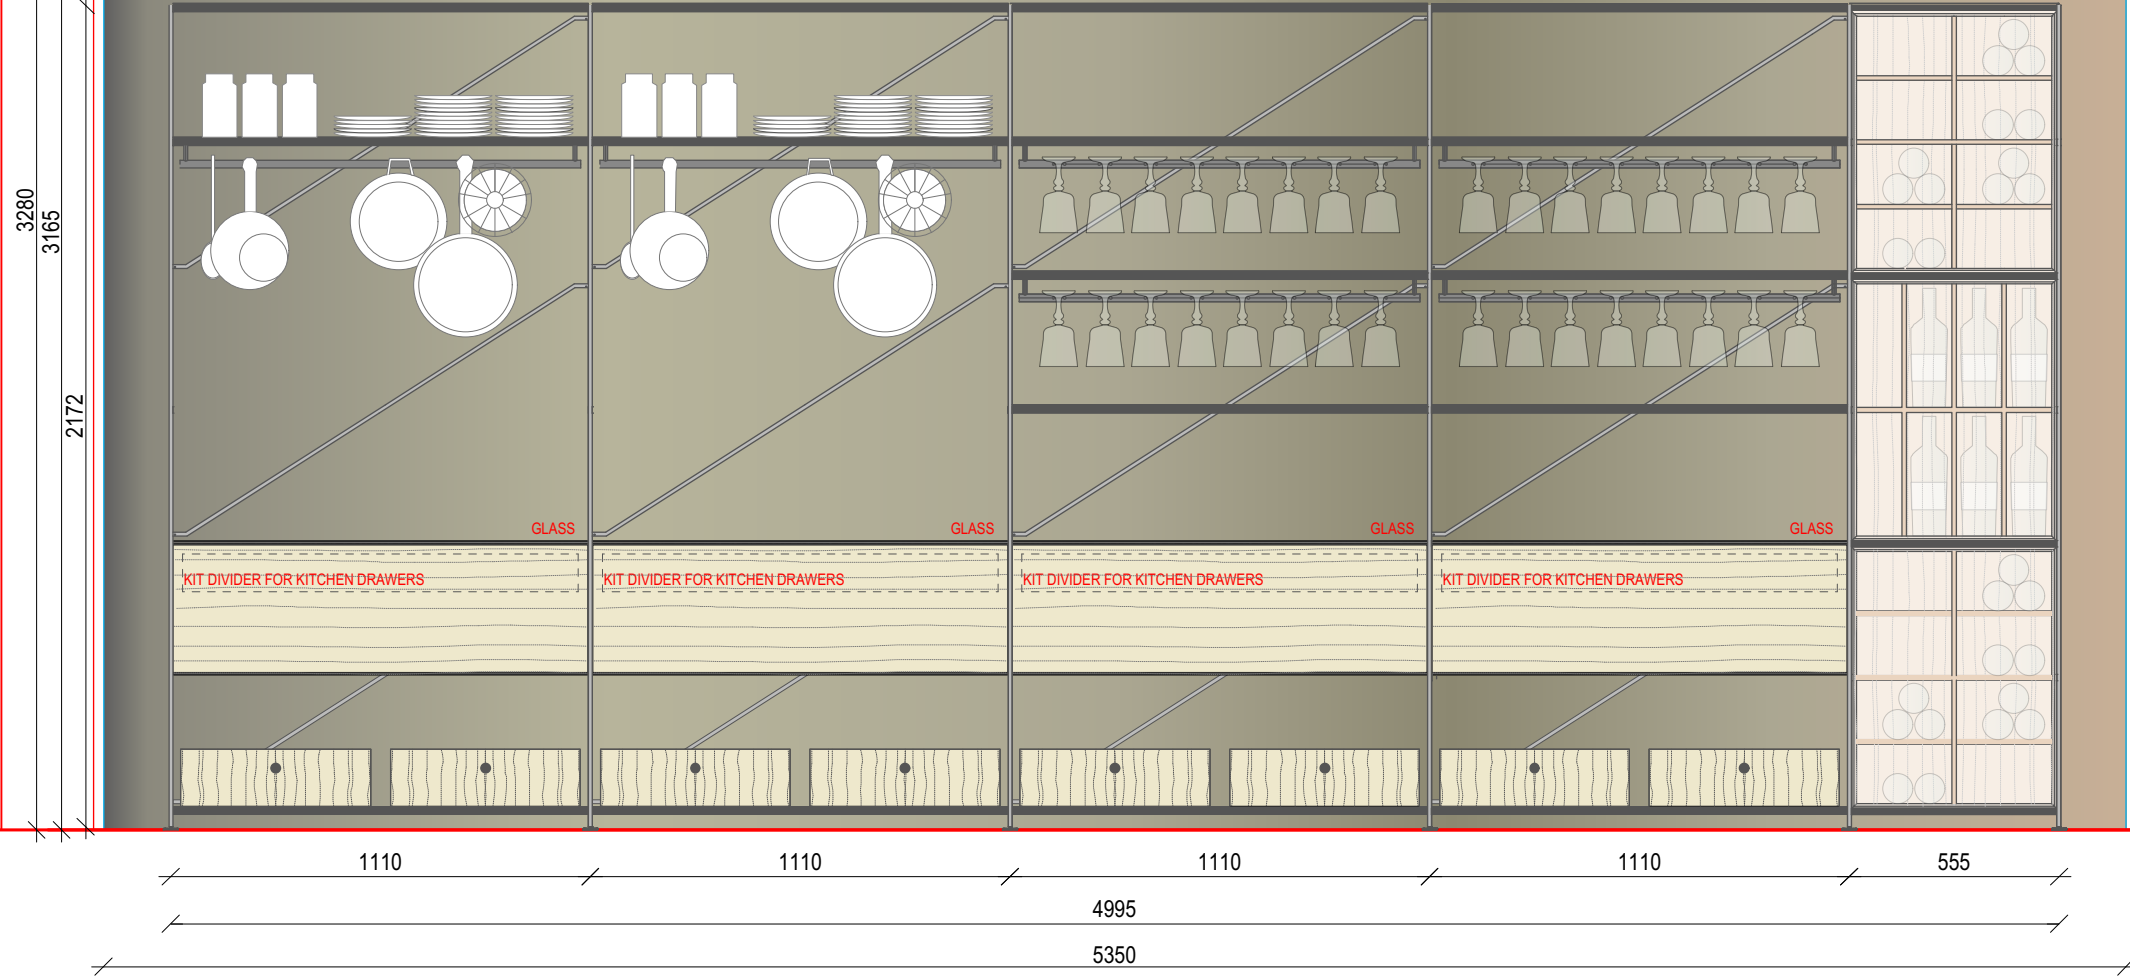 3280
3165
2172
GLASS
GLASS
GLASS
GLASS
KIT DIVIDER FOR KITCHEN DRAWERS
KIT DIVIDER FOR KITCHEN DRAWERS
KIT DIVIDER FOR KITCHEN DRAWERS
KIT DIVIDER FOR KITCHEN DRAWERS
1110
1110
1110
1110
555
4995
5350